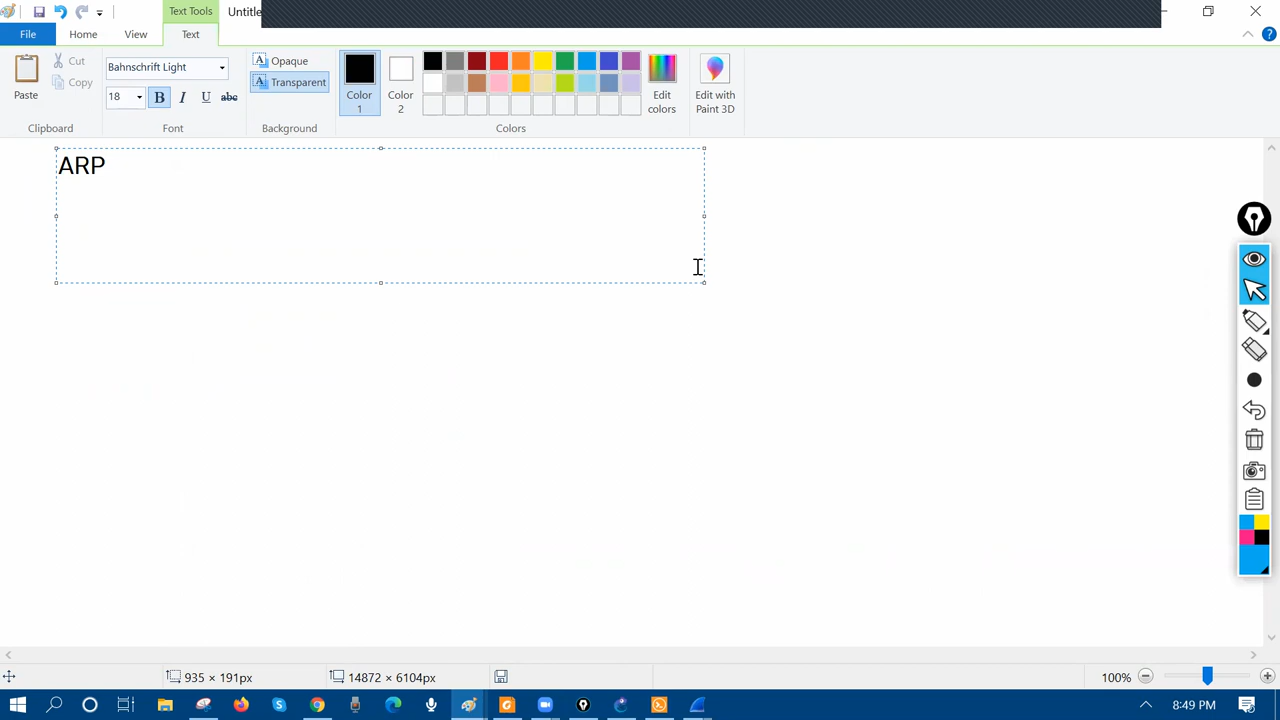 Text Tools
Untitle
File
Home
View
Text
Paste
Cut
Copy
Clipboard
Bahnschrift Light
18
B
I
U
abc
Font
Opaque
Transparent
Background
Color
1
Color
2
Edit
colors
Colors
Edit with
Paint 3D
ARP
935 × 191px
14872 × 6104px
100%
8:49 PM